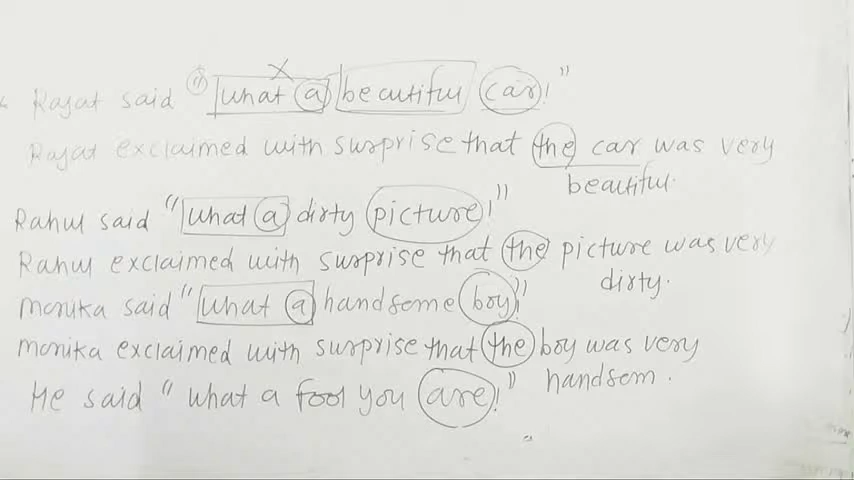 Rajat said " what a beautiful car! "
Rajat exclaimed with surprise that the car was very
beautiful.
Rahul said " what a dirty picture! "
Rahul exclaimed with surprise that the picture was very
dirty.
Monika said " what a handsome boy! "
Monika exclaimed with surprise that the boy was very
handsom.
He said " what a fool you are! "